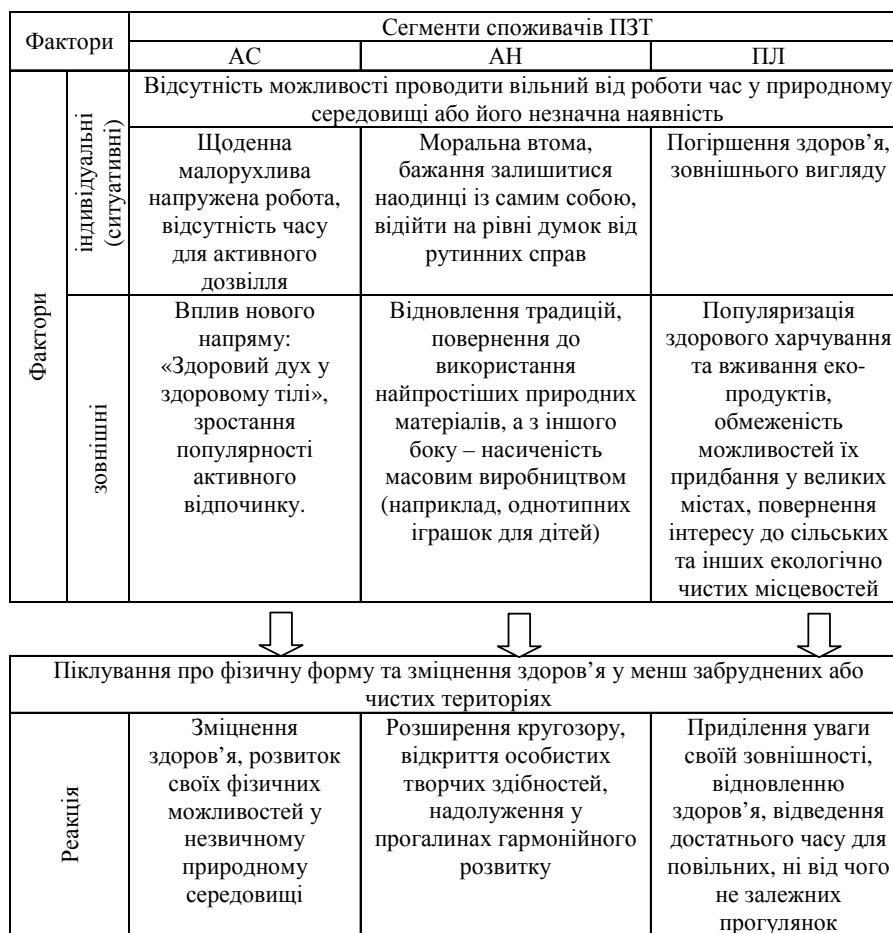 Фактори
Сегменти споживачів ПЗТ
АС
АН
ПЛ
Фактори
індивідуальні
(ситуативні)
Відсутність можливості проводити вільний від роботи час у природному
середовищі або його незначна наявність
Щоденна
малорухлива
напружена робота,
відсутність часу
для активного
дозвілля
Моральна втома,
бажання залишитися
наодинці із самим собою,
відійти на рівні думок від
рутинних справ
Погіршення здоров’я,
зовнішнього вигляду
зовнішні
Вплив нового
напряму:
«Здоровий дух у
здоровому тілі»,
зростання
популярності
активного
відпочинку.
Відновлення традицій,
повернення до
використання
найпростіших природних
матеріалів, а з іншого
боку – насиченість
масовим виробництвом
(наприклад, однотипних
іграшок для дітей)
Популяризація
здорового харчування
та вживання еко-
продуктів,
обмеженість
можливостей їх
придбання у великих
містах, повернення
інтересу до сільських
та інших екологічно
чистих місцевостей
Піклування про фізичну форму та зміцнення здоров’я у менш забруднених або
чистих територіях
Реакція
Зміцнення
здоров’я, розвиток
своїх фізичних
можливостей у
незвичному
природному
середовищі
Розширення кругозору,
відкриття особистих
творчих здібностей,
надолуження у
прогалинах гармонійного
розвитку
Приділення уваги
своїй зовнішності,
відновленню
здоров’я, відведення
достатнього часу для
повільних, ні від чого
не залежних
прогулянок